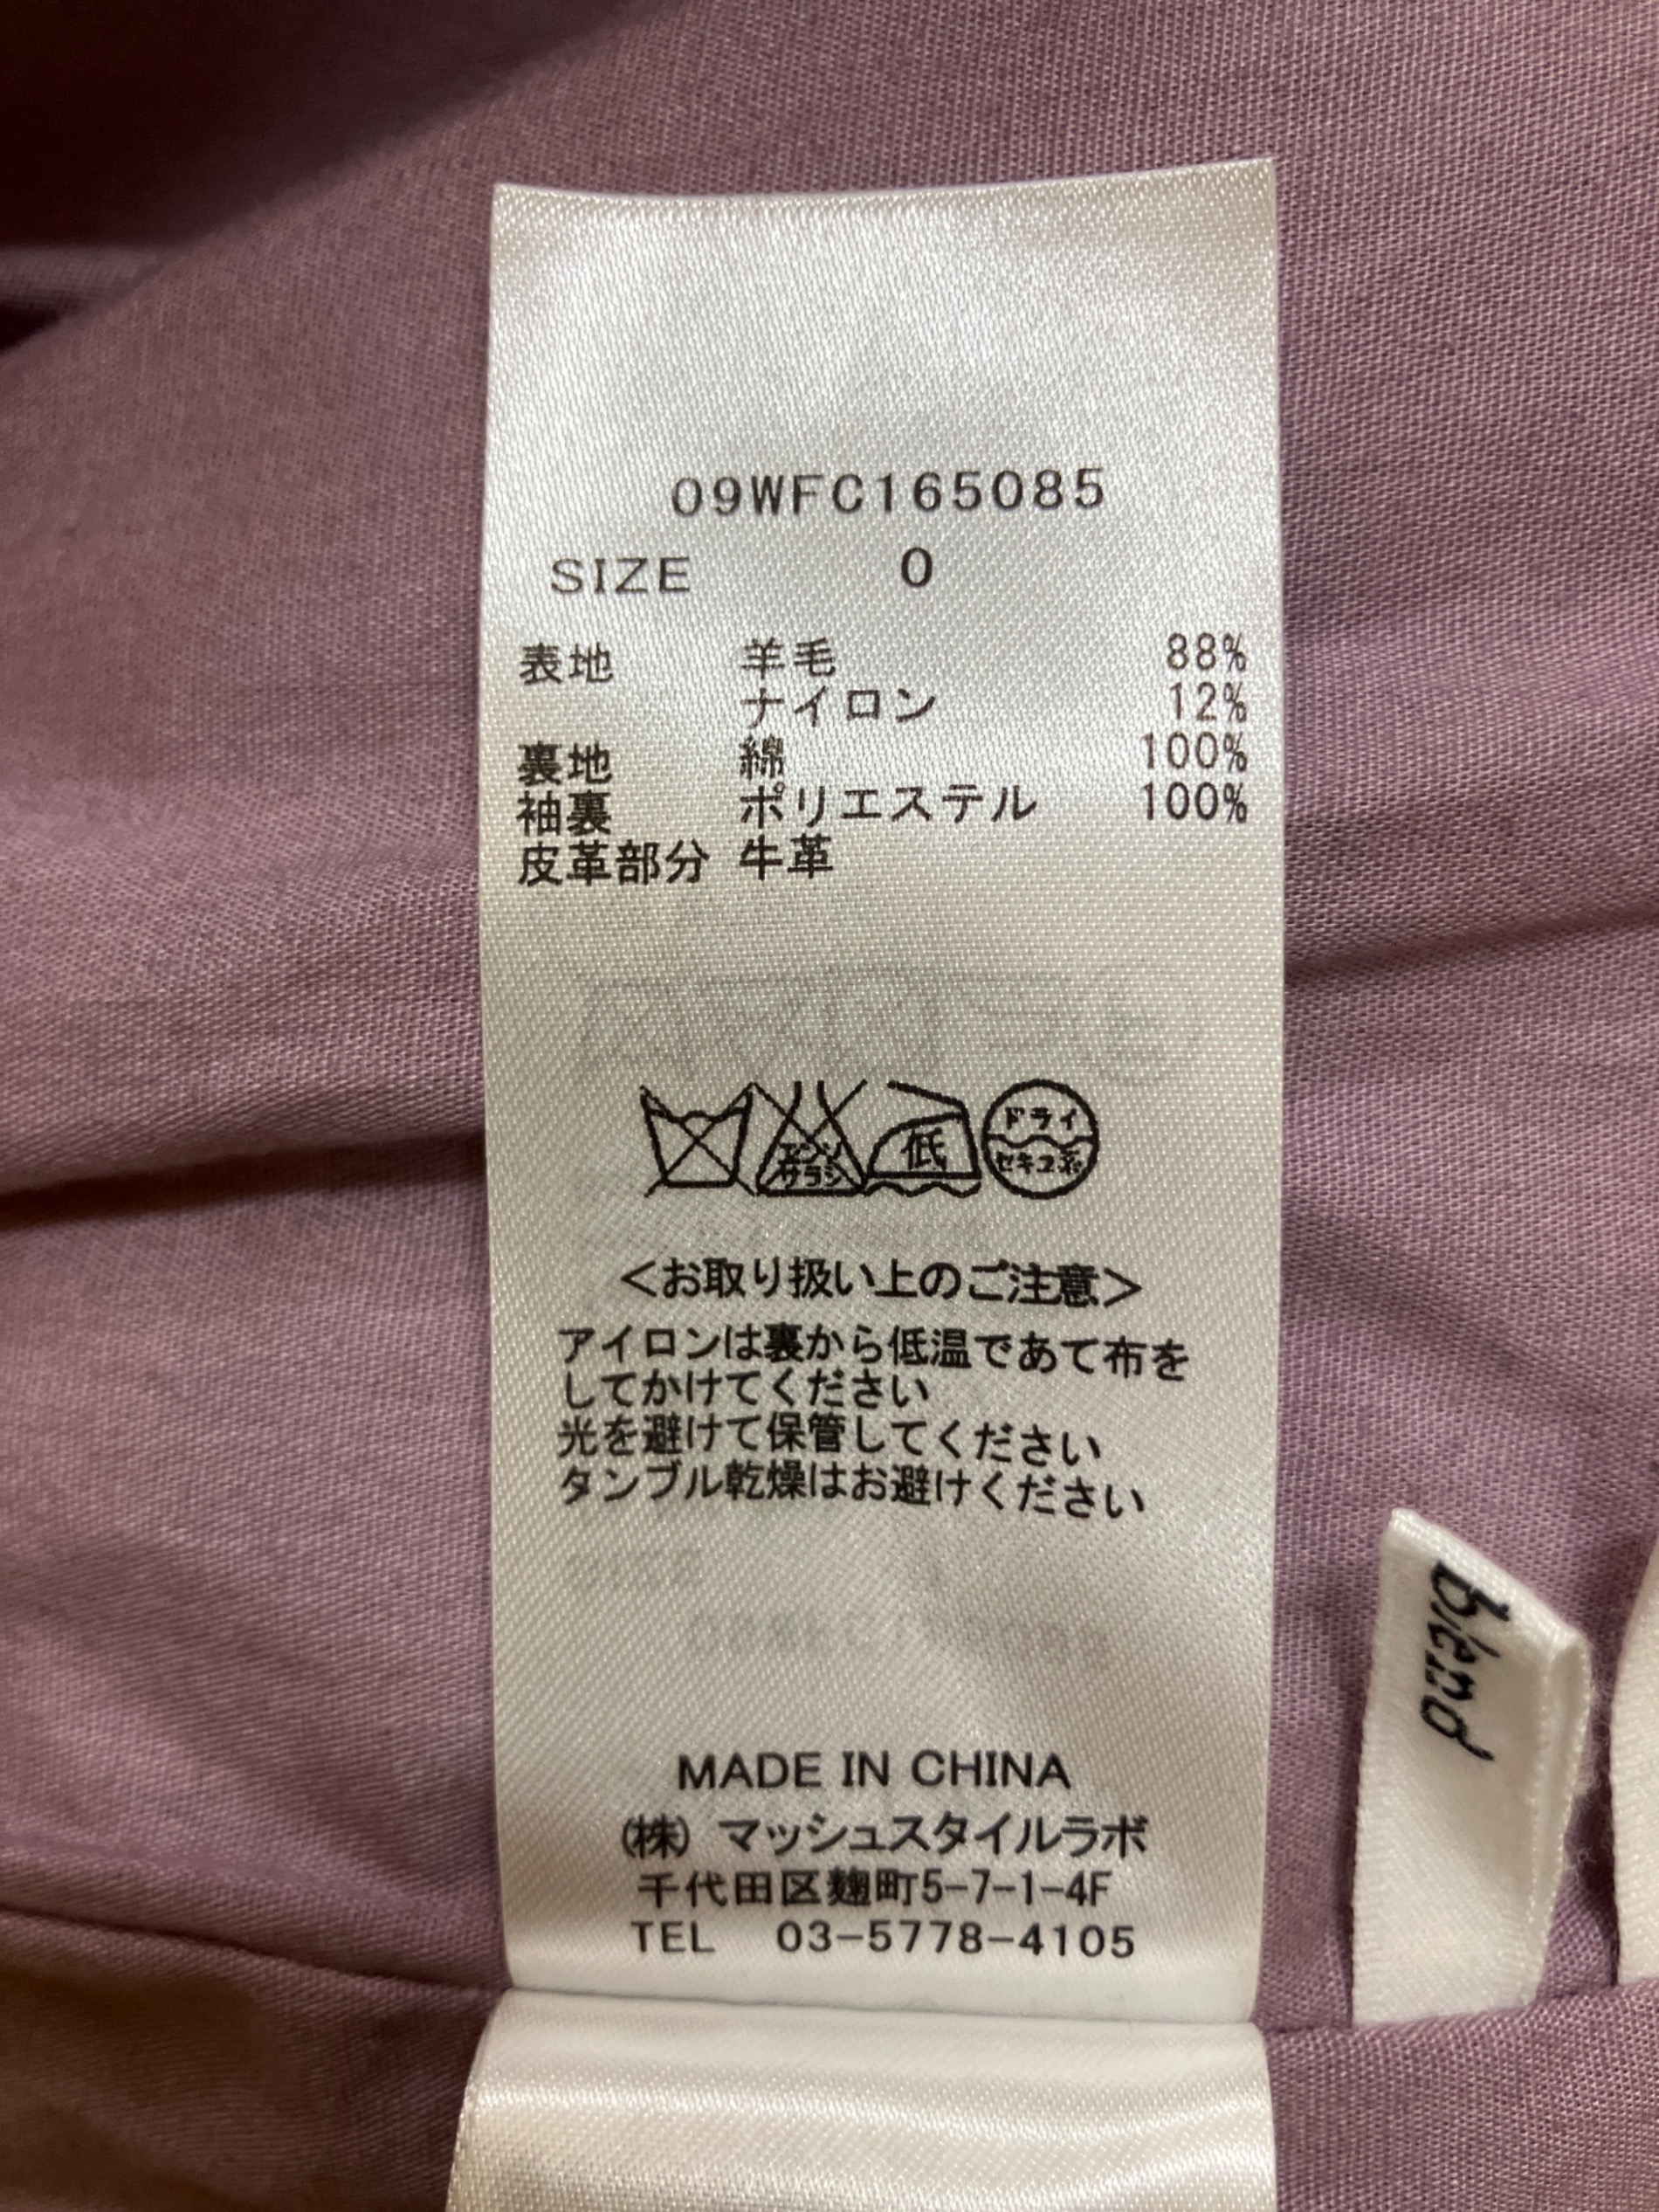 09WFC165085
SIZE 0
表地 羊毛 88%
ナイロン 12%
裏地 綿 100%
袖裏 ポリエステル 100%
皮革部分 牛革
エンソ
サラシ
低
ドライ
セキユ系
<お取り扱い上のご注意>
アイロンは裏から低温であて布を
してかけてください
光を避けて保管してください
タンブル乾燥はお避けください
MADE IN CHINA
(株) マッシュスタイルラボ
千代田区麹町5-7-1-4F
TEL 03-5778-4105
Blend